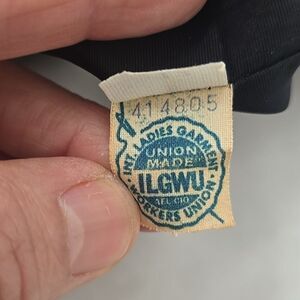 414805
INT. LADIES GARMENT
UNION
MADE
ILGWU
AFL CIO
WORKERS UNION